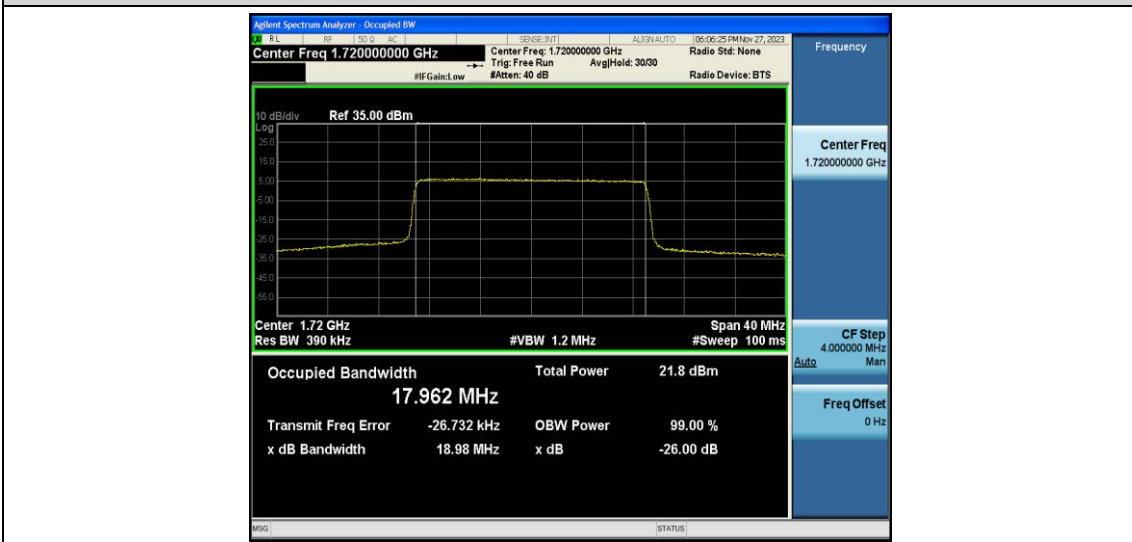 Agilent Spectrum Analyzer - Occupied BW
RL RF 50 Ω AC SENSE:INT ALIGN AUTO 06:06:25 PM Nov 27, 2023
Center Freq 1.720000000 GHz Center Freq: 1.720000000 GHz Radio Std: None
Trig: Free Run Avg|Hold: 30/30
#IFGain:Low #Atten: 40 dB Radio Device: BTS
10 dB/div Ref 35.00 dBm
Log
25.0
15.0
5.00
-5.00
-15.0
-25.0
-35.0
-45.0
-55.0
Center 1.72 GHz Span 40 MHz
Res BW 390 kHz #VBW 1.2 MHz #Sweep 100 ms
Occupied Bandwidth Total Power 21.8 dBm
17.962 MHz
Transmit Freq Error -26.732 kHz OBW Power 99.00 %
x dB Bandwidth 18.98 MHz x dB -26.00 dB
MSG STATUS
Frequency
Center Freq
1.720000000 GHz
CF Step
4.000000 MHz
Auto Man
Freq Offset
0 Hz